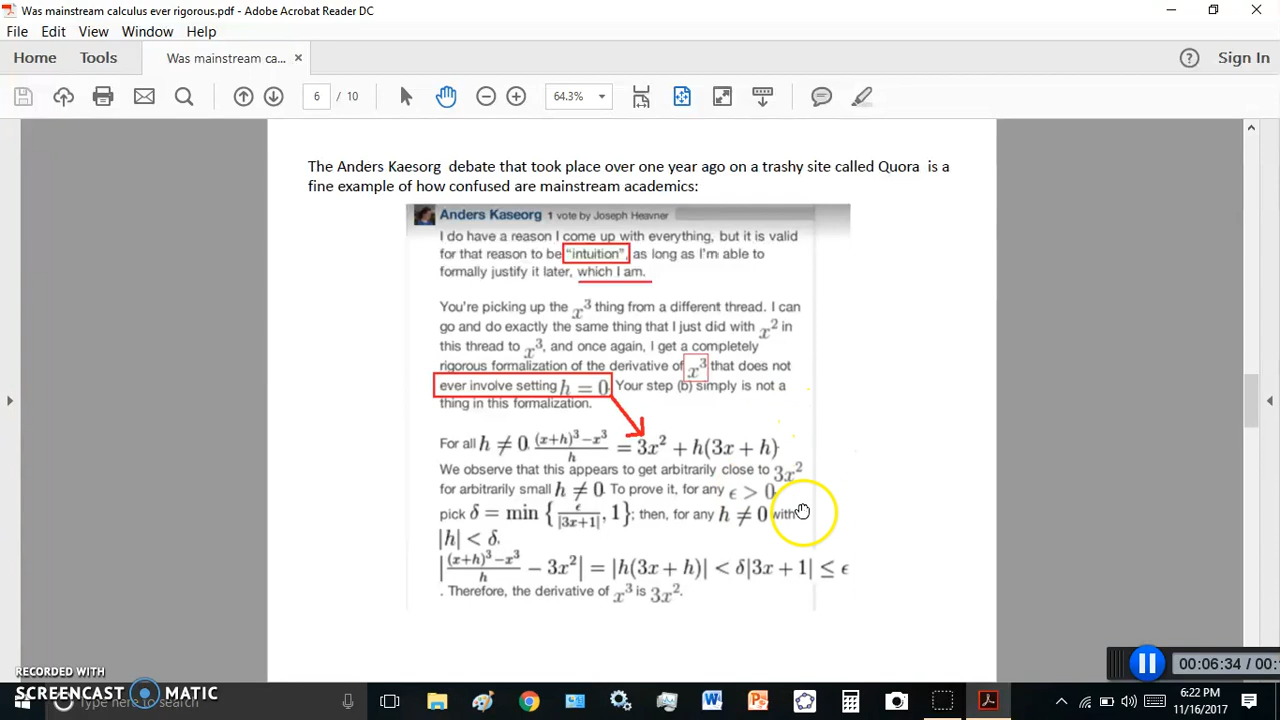 Was mainstream calculus ever rigorous.pdf - Adobe Acrobat Reader DC
File Edit View Window Help
Home Tools Was mainstream ca... × ? Sign In
6 / 10 64.3%
The Anders Kaesorg debate that took place over one year ago on a trashy site called Quora is a
fine example of how confused are mainstream academics:
Anders Kaseorg 1 vote by Joseph Heavner
I do have a reason I come up with everything, but it is valid
for that reason to be “intuition”, as long as I'm able to
formally justify it later, which I am.
You're picking up the x³ thing from a different thread. I can
go and do exactly the same thing that I just did with x² in
this thread to x³, and once again, I get a completely
rigorous formalization of the derivative of x³ that does not
ever involve setting h = 0. Your step (b) simply is not a
thing in this formalization.
For all h ≠ 0, ((x+h)³−x³)/h = 3x² + h(3x + h)
We observe that this appears to get arbitrarily close to 3x²
for arbitrarily small h ≠ 0. To prove it, for any ϵ > 0,
pick δ = min { ϵ/|3x+1|, 1}; then, for any h ≠ 0 with
|h| < δ,
|((x+h)³−x³)/h − 3x²| = |h(3x + h)| < δ|3x + 1| ≤ ϵ
. Therefore, the derivative of x³ is 3x².
RECORDED WITH
SCREENCAST MATIC
00:06:34
6:22 PM
11/16/2017